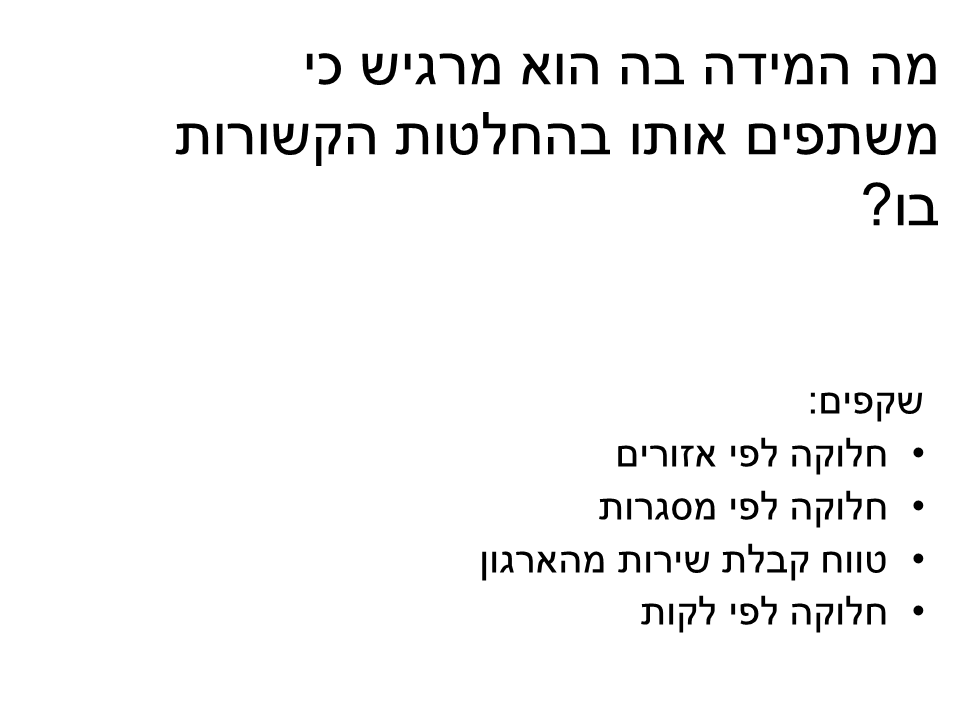 מה המידה בה הוא מרגיש כי
משתפים אותו בהחלטות הקשורות
בו?
שקפים:
• חלוקה לפי אזורים
• חלוקה לפי מסגרות
• טווח קבלת שירות מהארגון
• חלוקה לפי לקות